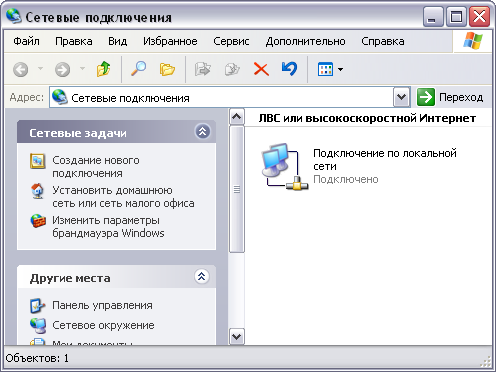 Сетевые подключения
Файл Правка Вид Избранное Сервис Дополнительно Справка
Адрес: Сетевые подключения Переход
Сетевые задачи
Создание нового
подключения
Установить домашнюю
сеть или сеть малого офиса
Изменить параметры
брандмауэра Windows
Другие места
Панель управления
Сетевое окружение
Мои документы
ЛВС или высокоскоростной Интернет
Подключение по локальной
сети
Подключено
Объектов: 1